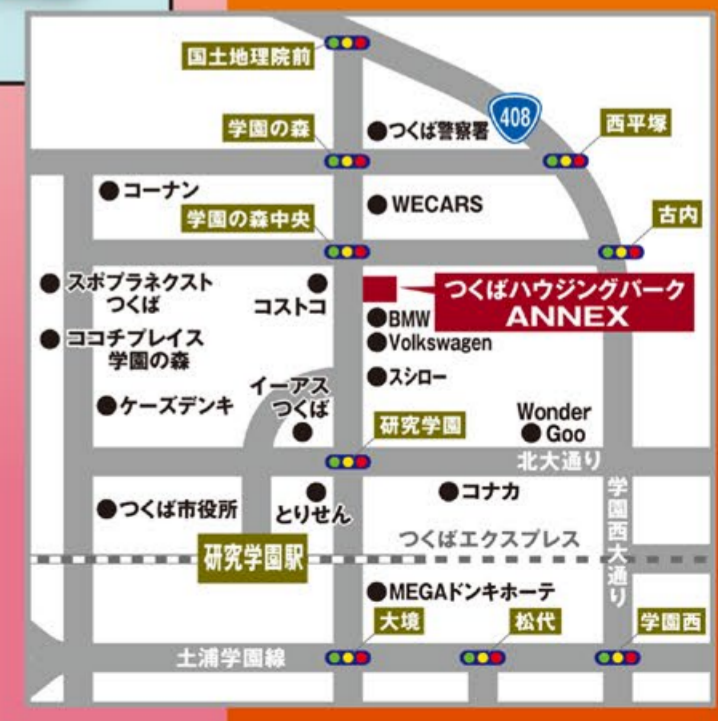 国土地理院前
408
学園の森
つくば警察署
西平塚
コーナン
WECARS
学園の森中央
古内
スポプラネクスト
つくば
コストコ
つくばハウジングパーク
ANNEX
BMW
Volkswagen
ココチプレイス
学園の森
スシロー
イーアス
つくば
ケーズデンキ
研究学園
Wonder
Goo
北大通り
つくば市役所
とりせん
コナカ
学園西大通り
つくばエクスプレス
研究学園駅
MEGAドンキホーテ
大境
松代
学園西
土浦学園線